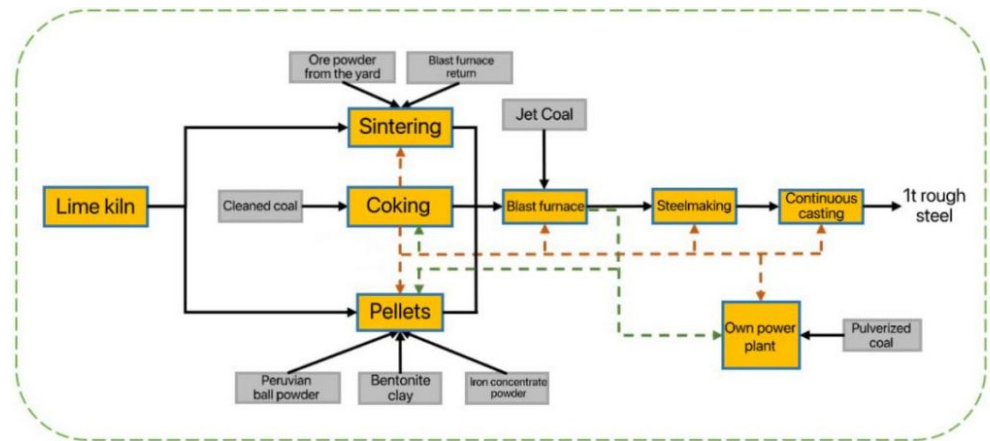 Ore powder
from the yard
Blast furnace
return
Sintering
Jet Coal
Lime kiln
Cleaned coal
Coking
Blast furnace
Steelmaking
Continuous
casting
1t rough
steel
Pellets
Own power
plant
Pulverized
coal
Peruvian
ball powder
Bentonite
clay
Iron concentrate
powder